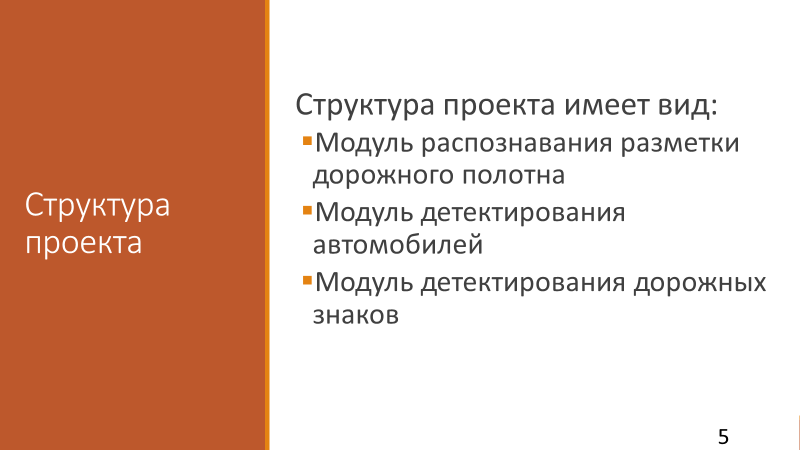 Структура
проекта
Структура проекта имеет вид:
▪Модуль распознавания разметки
дорожного полотна
▪Модуль детектирования
автомобилей
▪Модуль детектирования дорожных
знаков
5